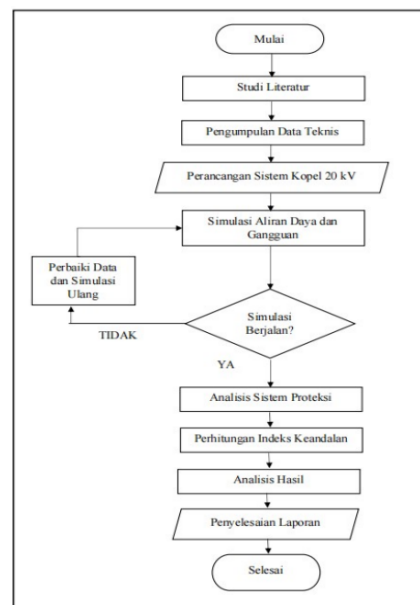 Mulai
Studi Literatur
Pengumpulan Data Teknis
Perancangan Sistem Kopel 20 kV
Simulasi Aliran Daya dan
Gangguan
Perbaiki Data
dan Simulasi
Ulang
Simulasi
Berjalan?
TIDAK
YA
Analisis Sistem Proteksi
Perhitungan Indeks Keandalan
Analisis Hasil
Penyelesaian Laporan
Selesai